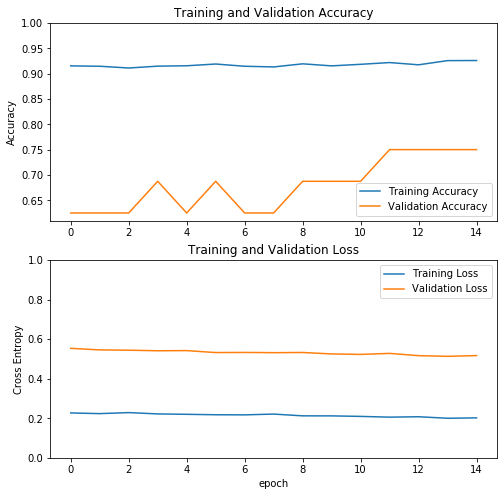 Training and Validation Accuracy
1.00
0.95
0.90
0.85
0.80
0.75
0.70
0.65
Accuracy
Training Accuracy
Validation Accuracy
0 2 4 6 8 10 12 14
Training and Validation Loss
1.0
0.8
0.6
0.4
0.2
0.0
Cross Entropy
Training Loss
Validation Loss
0 2 4 6 8 10 12 14
epoch